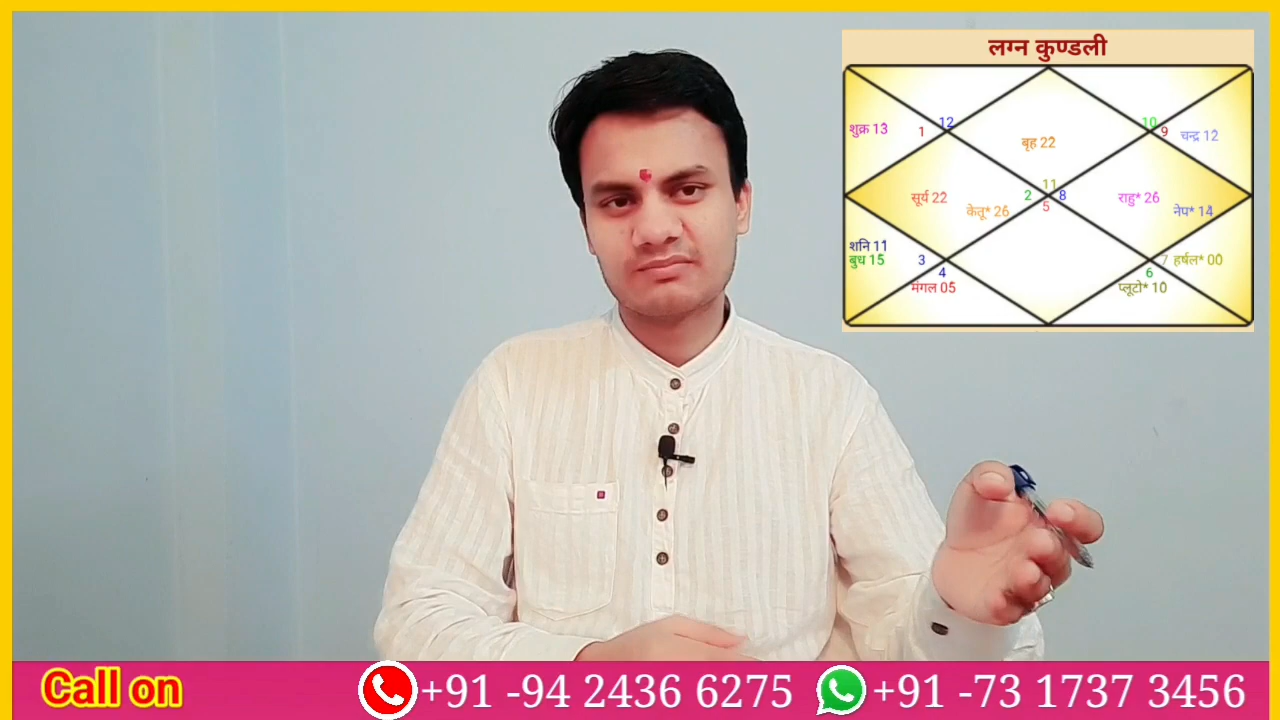 लग्न कुण्डली
शुक्र 13 1 12
बृह 22
10 9 चन्द्र 12
सूर्य 22
केतू* 26
11
2 8
5
राहु* 26
नेप* 14
शनि 11
बुध 15 3
4
मंगल 05
7 हर्षल* 00
6
प्लूटो* 10
Call on +91 -94 2436 6275 +91 -73 1737 3456